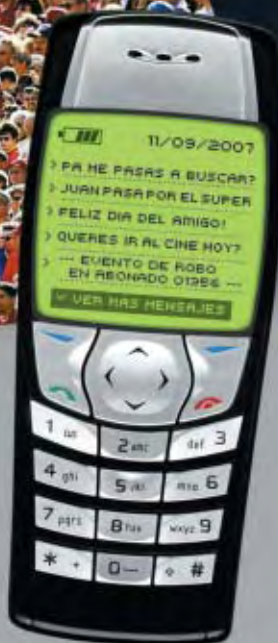 11/09/2007
> PA ME PASAS A BUSCAR?
> JUAN PASA POR EL SUPER
> FELIZ DIA DEL AMIGO!
> QUERES IR AL CINE HOY?
> --- EVENTO DE ROBO
EN ABONADO 01356 ---
VER MAS MENSAJES
1
2 abc
def 3
4 ghi
5 jkl
mno 6
7 pqrs
8 tuv
wxyz 9
* +
0
#